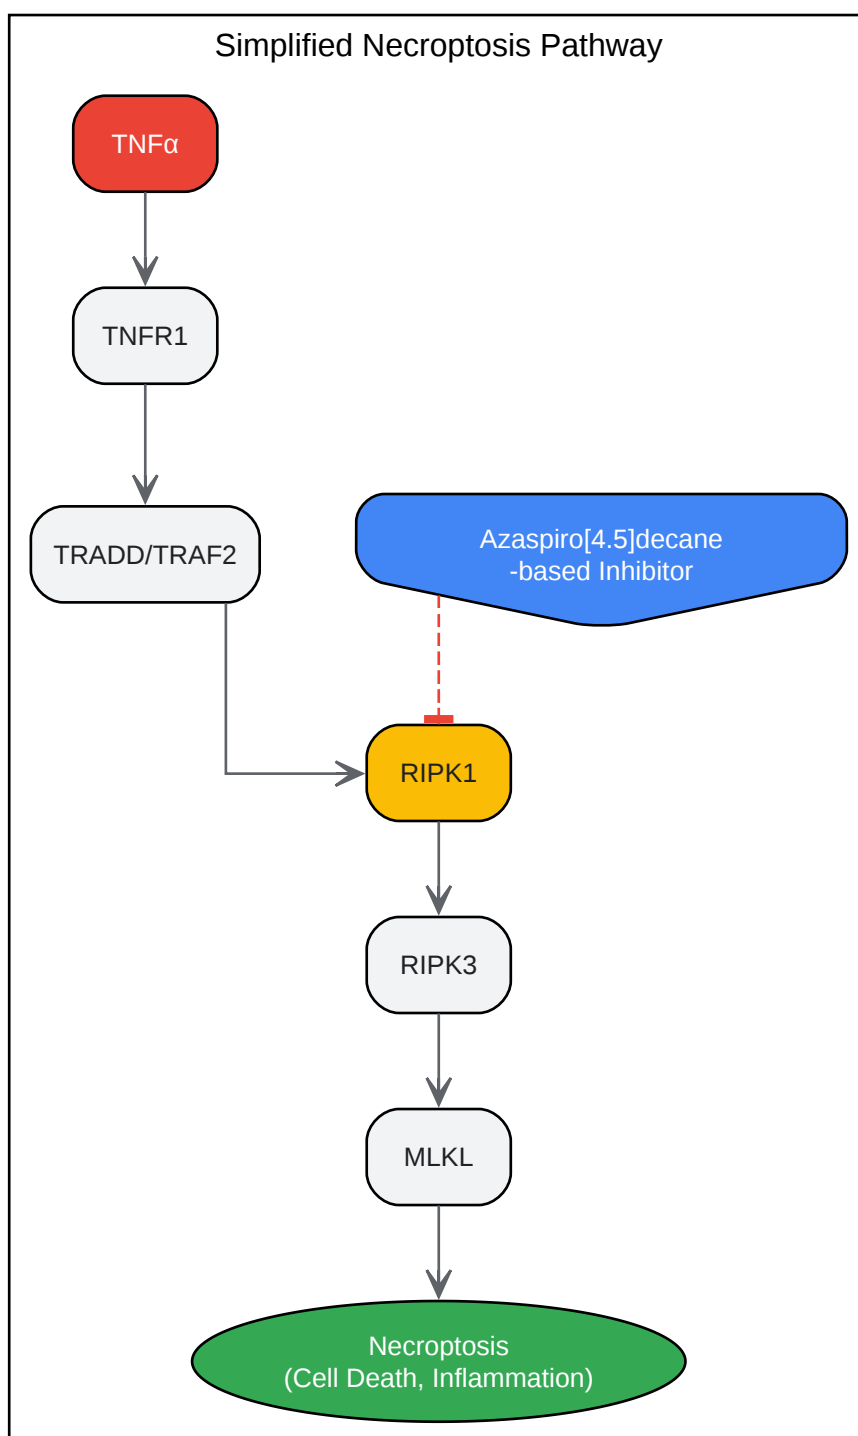 Simplified Necroptosis Pathway
TNFα
TNFR1
TRADD/TRAF2
Azaspiro[4.5]decane
-based Inhibitor
RIPK1
RIPK3
MLKL
Necroptosis
(Cell Death, Inflammation)